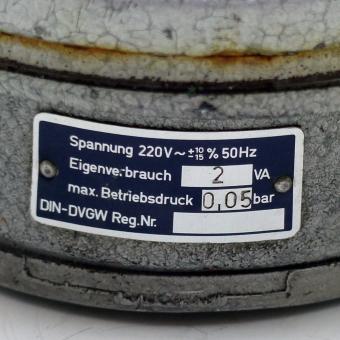 Spannung 220V~ ±10/15 % 50Hz
Eigenverbrauch 2 VA
max. Betriebsdruck 0,05 bar
DIN-DVGW Reg.Nr.